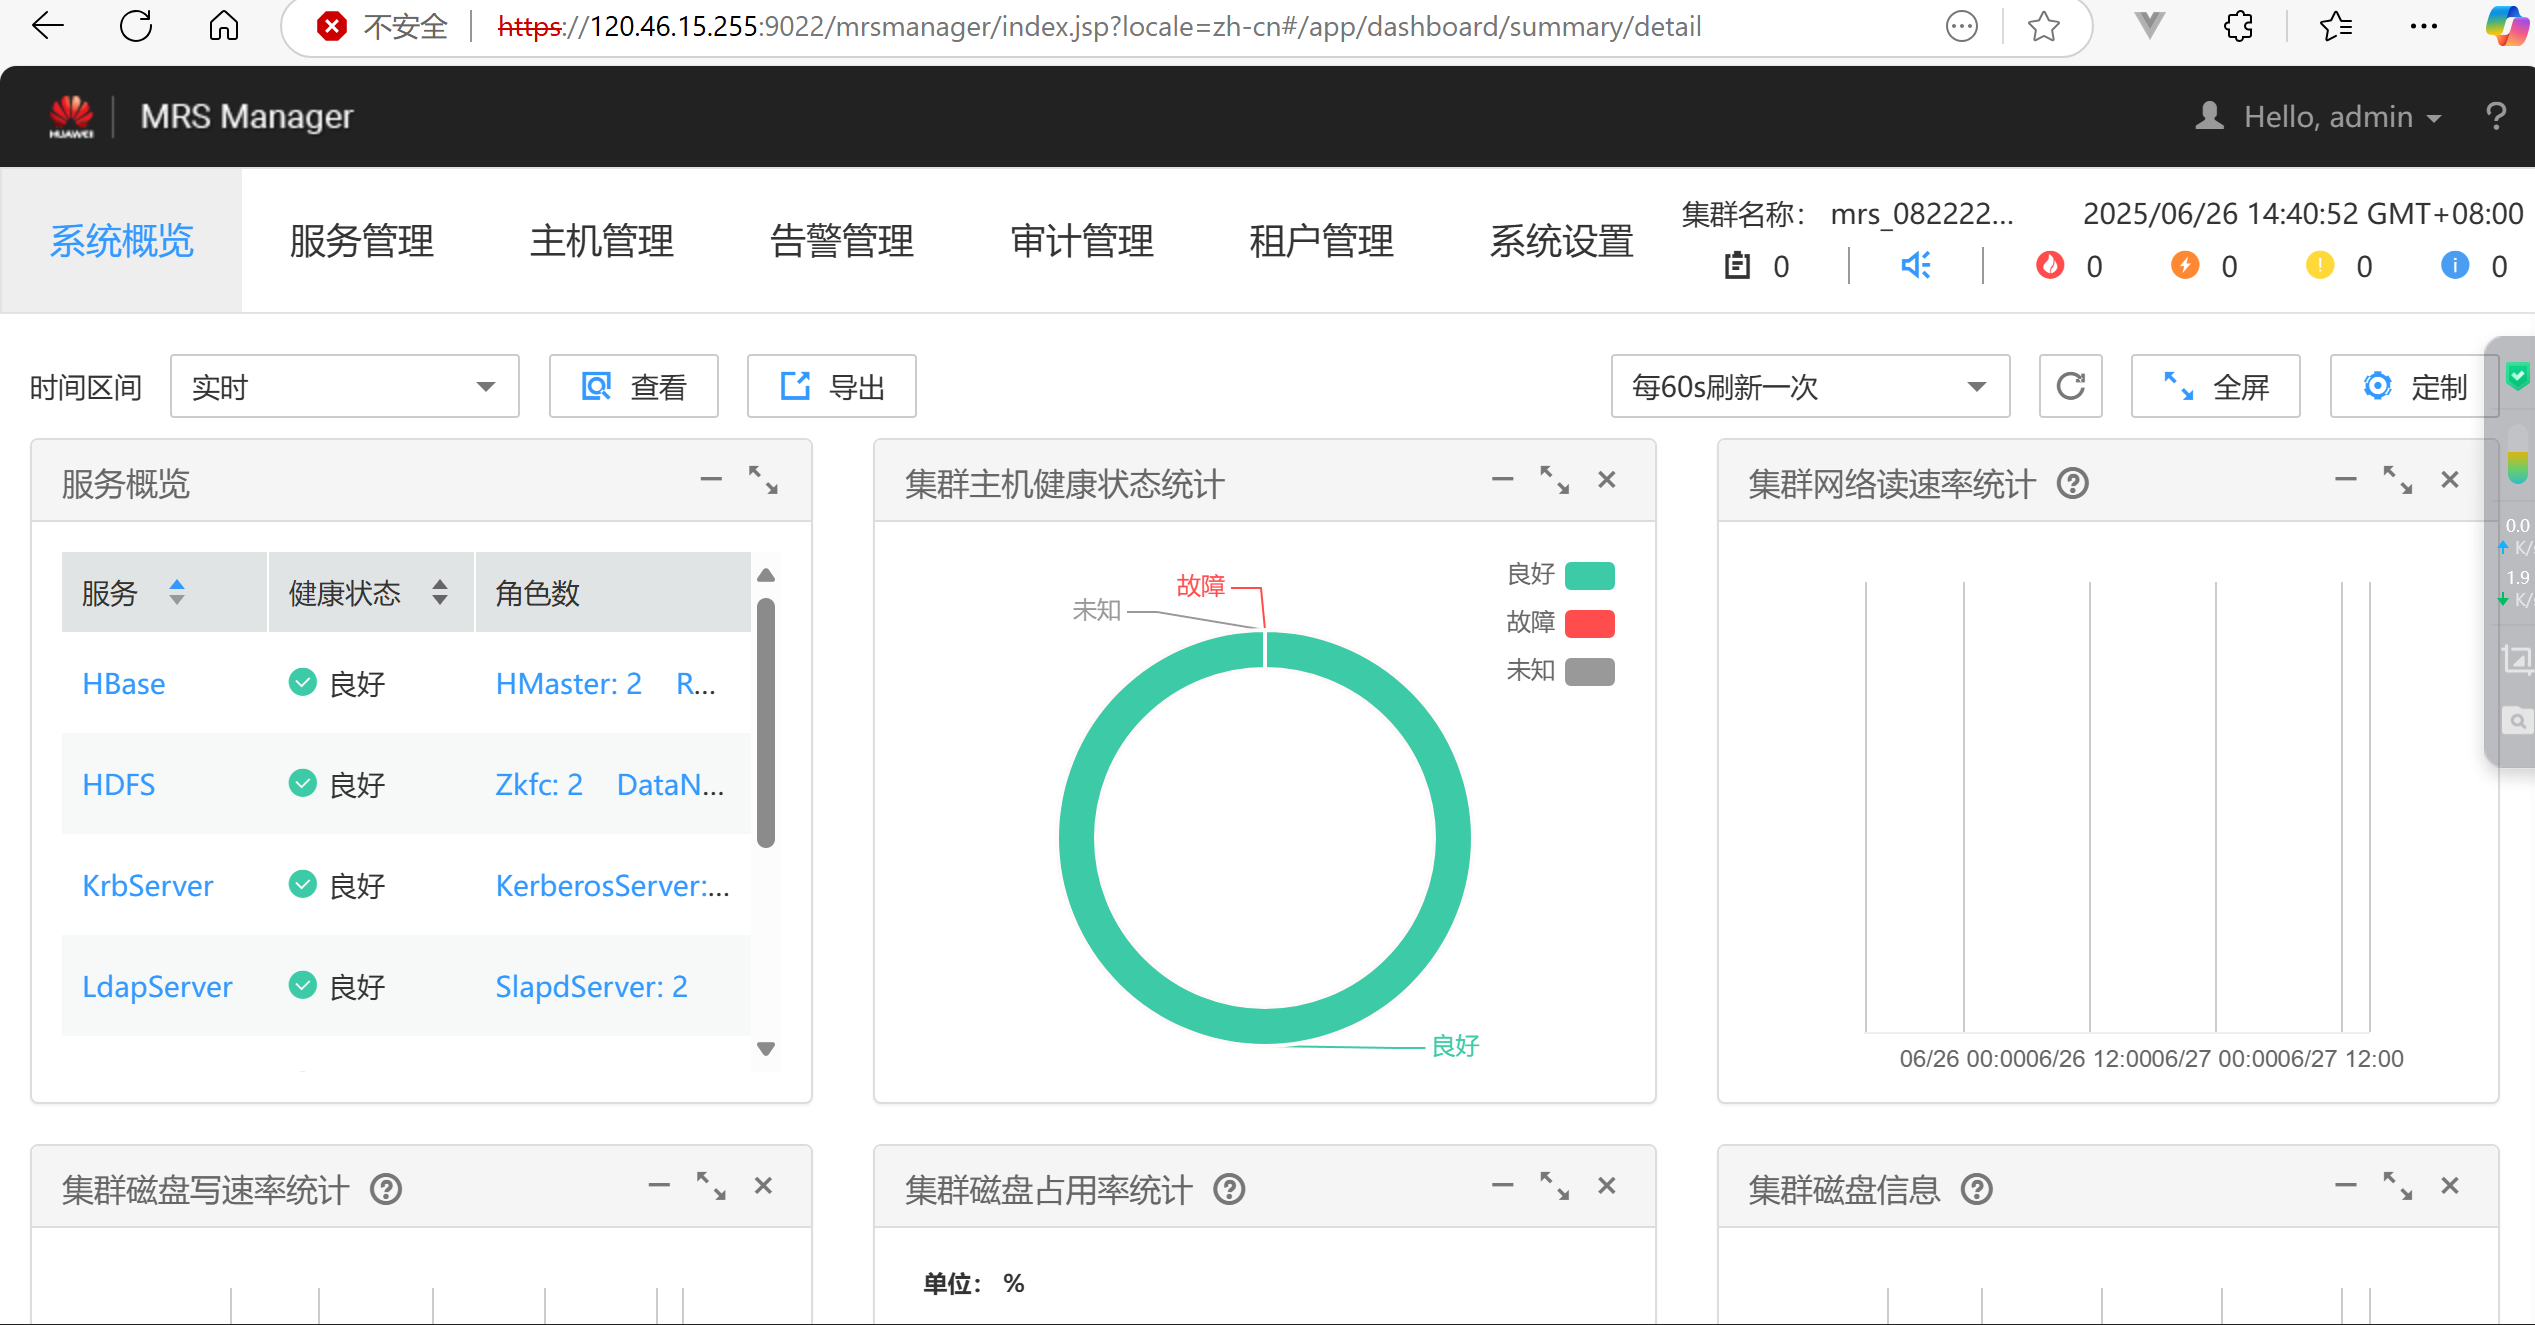 不安全 https://120.46.15.255:9022/mrsmanager/index.jsp?locale=zh-cn#/app/dashboard/summary/detail
HUAWEI MRS Manager Hello, admin ?
系统概览 服务管理 主机管理 告警管理 审计管理 租户管理 系统设置
集群名称： mrs_082222... 2025/06/26 14:40:52 GMT+08:00
0 0 0 0 0
时间区间 实时 查看 导出 每60s刷新一次 全屏 定制
服务概览
服务 健康状态 角色数
HBase 良好 HMaster: 2 R...
HDFS 良好 Zkfc: 2 DataN...
KrbServer 良好 KerberosServer:...
LdapServer 良好 SlapdServer: 2
集群主机健康状态统计
故障
未知
良好
故障
未知
良好
集群网络读速率统计
06/26 00:0006/26 12:0006/27 00:0006/27 12:00
0.0
K/
1.9
K/
集群磁盘写速率统计
集群磁盘占用率统计
单位： %
集群磁盘信息